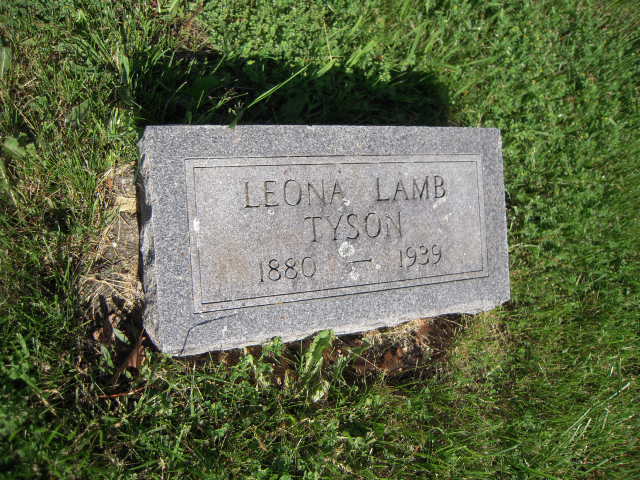 LEONA LAMB
TYSON
1880 — 1939